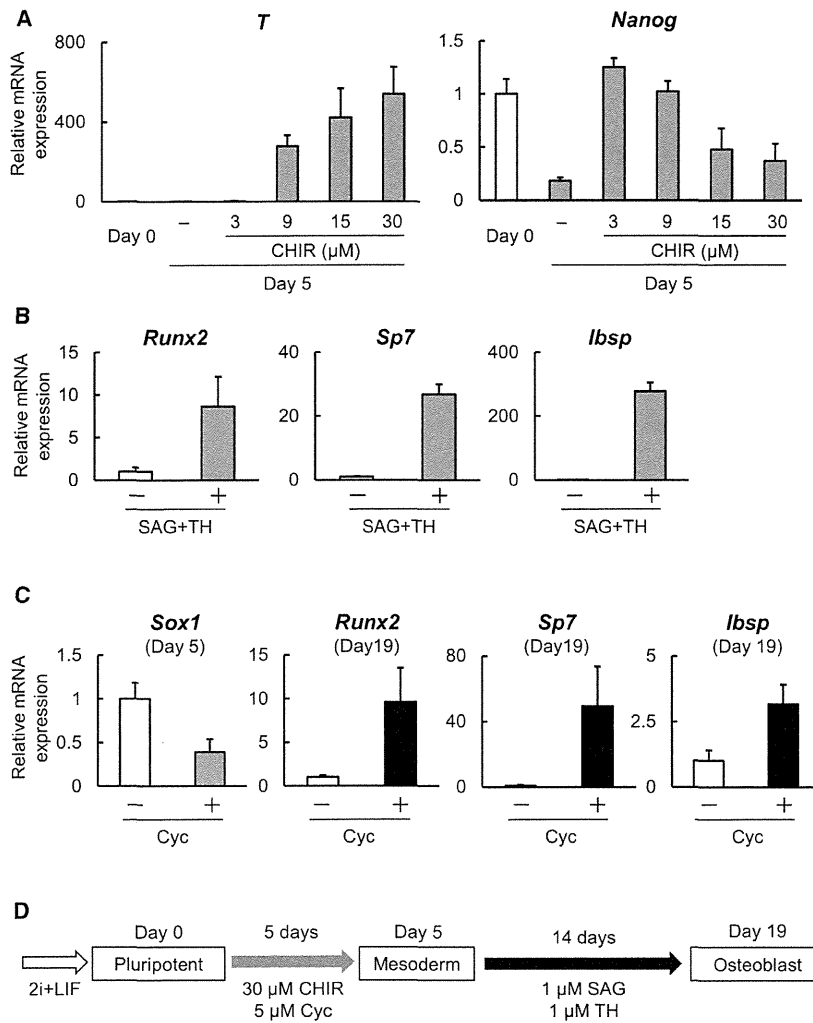 A
T
Nanog
Relative mRNA
expression
800
400
0
1.5
1
0.5
0
Day 0
–
3
9
15
30
CHIR (µM)
Day 5
Day 0
–
3
9
15
30
CHIR (µM)
Day 5
B
Runx2
Sp7
Ibsp
Relative mRNA
expression
15
10
5
0
– +
SAG+TH
40
20
0
– +
SAG+TH
400
200
0
– +
SAG+TH
C
Sox1
(Day 5)
Runx2
(Day19)
Sp7
(Day19)
Ibsp
(Day 19)
Relative mRNA
expression
1.5
1
0.5
0
– +
Cyc
15
10
5
0
– +
Cyc
80
40
0
– +
Cyc
5
2.5
0
– +
Cyc
D
Day 0
5 days
Day 5
14 days
Day 19
Pluripotent
Mesoderm
Osteoblast
2i+LIF
30 µM CHIR
5 µM Cyc
1 µM SAG
1 µM TH